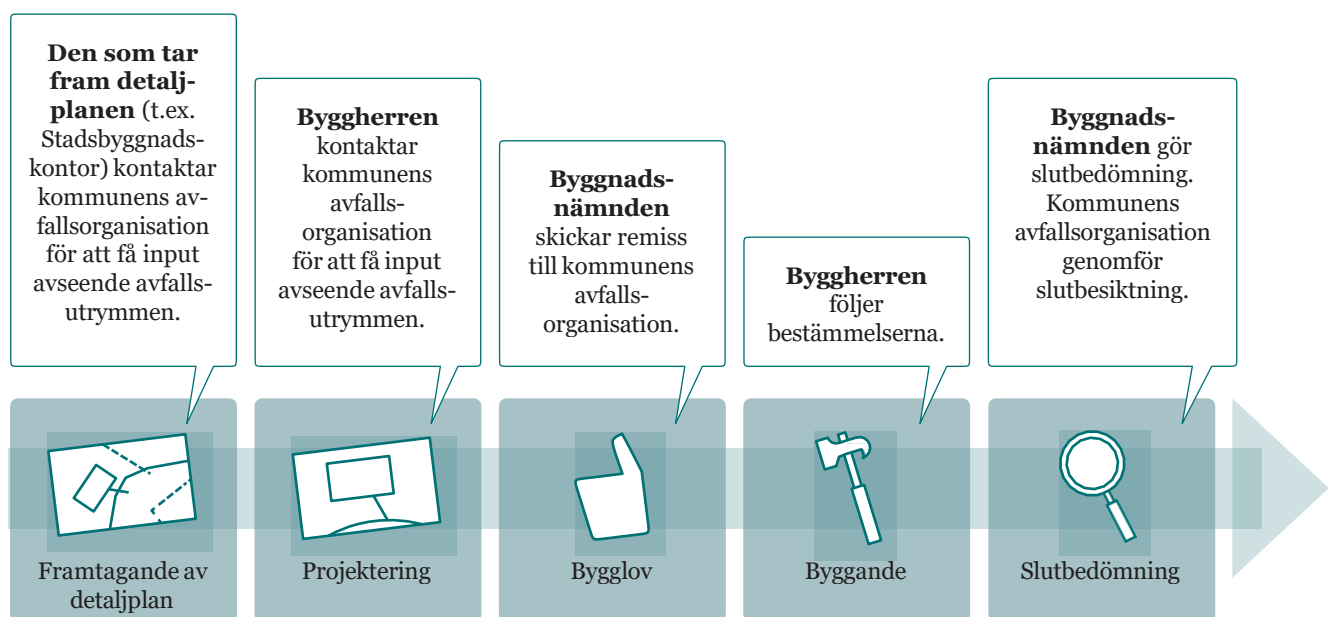 Den som tar
fram detalj-
planen (t.ex.
Stadsbyggnads-
kontor) kontaktar
kommunens av-
fallsorganisation
för att få input
avseende avfalls-
utrymmen.
Byggherren
kontaktar
kommunens
avfalls-
organisation
för att få input
avseende avfalls-
utrymmen.
Byggnads-
nämnden
skickar remiss
till kommunens
avfalls-
organisation.
Byggherren
följer
bestämmelserna.
Byggnads-
nämnden gör
slutbedömning.
Kommunens
avfallsorganisation
genomför
slutbesiktning.
Framtagande av
detaljplan
Projektering
Bygglov
Byggande
Slutbedömning